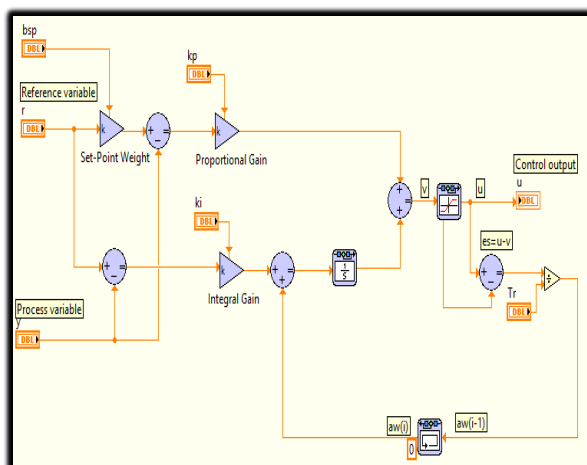 bsp
DBL
kp
DBL
Reference variable
r
DBL
k
Set-Point Weight
+
−
=
k
Proportional Gain
ki
DBL
+
−
=
k
Integral Gain
+
+
=
1
S
+
+
=
v
u
Control output
u
DBL
es=u-v
+
−
=
÷
Tr
DBL
Process variable
y
DBL
aw(i)
0
aw(i-1)